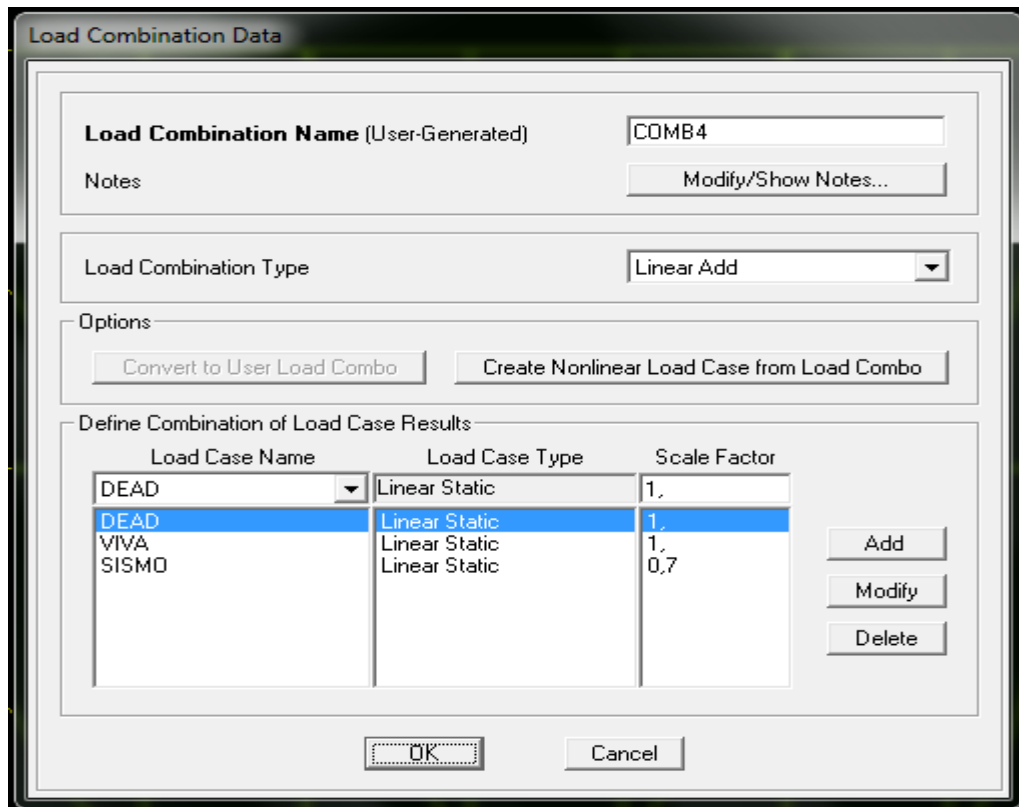 Load Combination Data
Load Combination Name (User-Generated) COMB4
Notes Modify/Show Notes...
Load Combination Type Linear Add
Options
Convert to User Load Combo Create Nonlinear Load Case from Load Combo
Define Combination of Load Case Results
Load Case Name Load Case Type Scale Factor
DEAD Linear Static 1,
DEAD Linear Static 1,
VIVA Linear Static 1,
SISMO Linear Static 0,7
Add
Modify
Delete
OK Cancel